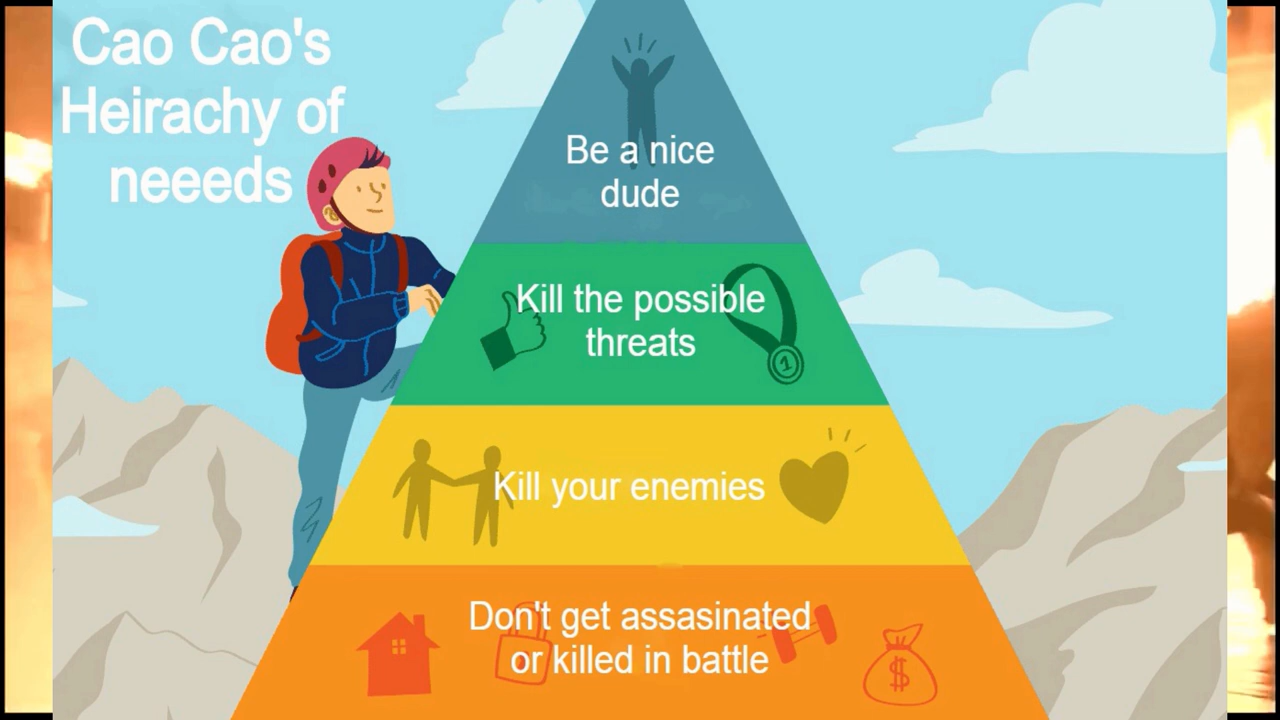 Cao Cao's
Heirachy of
neeeds
Be a nice
dude
Kill the possible
threats
1
Kill your enemies
Don't get assasinated
or killed in battle
$